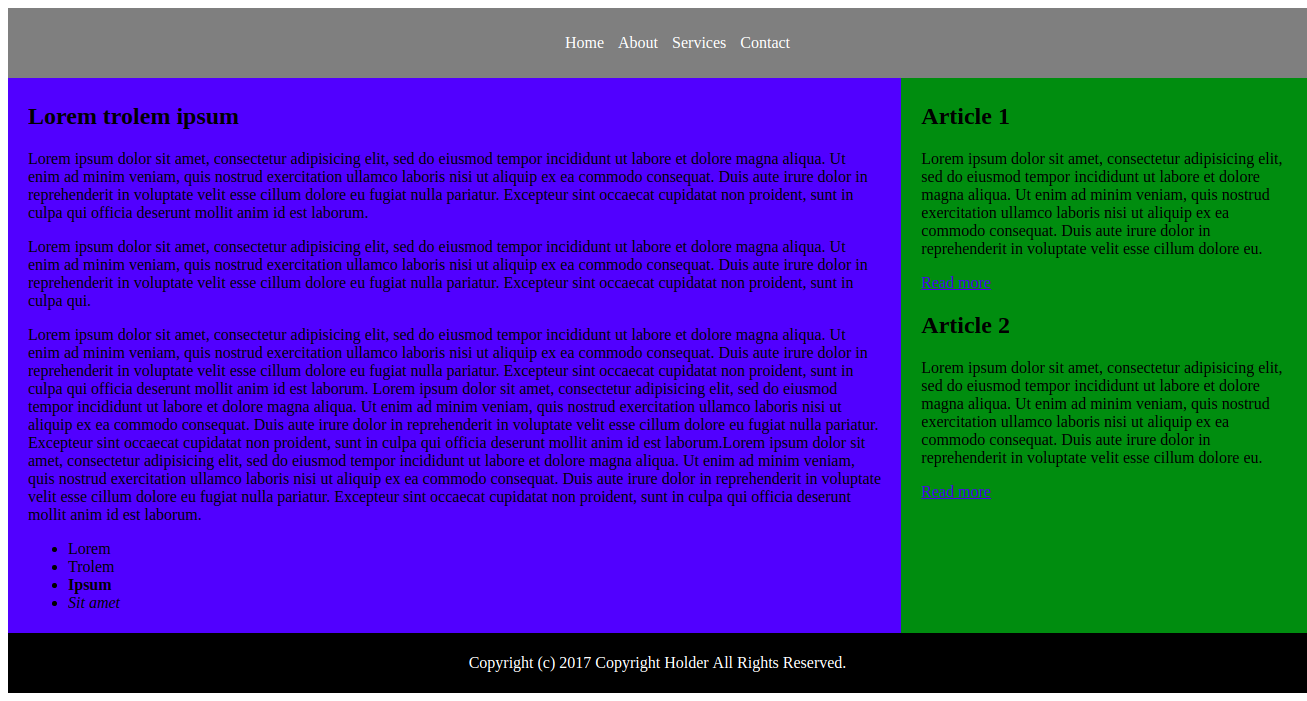 Home About Services Contact
Lorem trolem ipsum
Lorem ipsum dolor sit amet, consectetur adipisicing elit, sed do eiusmod tempor incididunt ut labore et dolore magna aliqua. Ut
enim ad minim veniam, quis nostrud exercitation ullamco laboris nisi ut aliquip ex ea commodo consequat. Duis aute irure dolor in
reprehenderit in voluptate velit esse cillum dolore eu fugiat nulla pariatur. Excepteur sint occaecat cupidatat non proident, sunt in
culpa qui officia deserunt mollit anim id est laborum.
Lorem ipsum dolor sit amet, consectetur adipisicing elit, sed do eiusmod tempor incididunt ut labore et dolore magna aliqua. Ut
enim ad minim veniam, quis nostrud exercitation ullamco laboris nisi ut aliquip ex ea commodo consequat. Duis aute irure dolor in
reprehenderit in voluptate velit esse cillum dolore eu fugiat nulla pariatur. Excepteur sint occaecat cupidatat non proident, sunt in
culpa qui.
Lorem ipsum dolor sit amet, consectetur adipisicing elit, sed do eiusmod tempor incididunt ut labore et dolore magna aliqua. Ut
enim ad minim veniam, quis nostrud exercitation ullamco laboris nisi ut aliquip ex ea commodo consequat. Duis aute irure dolor in
reprehenderit in voluptate velit esse cillum dolore eu fugiat nulla pariatur. Excepteur sint occaecat cupidatat non proident, sunt in
culpa qui officia deserunt mollit anim id est laborum. Lorem ipsum dolor sit amet, consectetur adipisicing elit, sed do eiusmod
tempor incididunt ut labore et dolore magna aliqua. Ut enim ad minim veniam, quis nostrud exercitation ullamco laboris nisi ut
aliquip ex ea commodo consequat. Duis aute irure dolor in reprehenderit in voluptate velit esse cillum dolore eu fugiat nulla pariatur.
Excepteur sint occaecat cupidatat non proident, sunt in culpa qui officia deserunt mollit anim id est laborum.Lorem ipsum dolor sit
amet, consectetur adipisicing elit, sed do eiusmod tempor incididunt ut labore et dolore magna aliqua. Ut enim ad minim veniam,
quis nostrud exercitation ullamco laboris nisi ut aliquip ex ea commodo consequat. Duis aute irure dolor in reprehenderit in voluptate
velit esse cillum dolore eu fugiat nulla pariatur. Excepteur sint occaecat cupidatat non proident, sunt in culpa qui officia deserunt
mollit anim id est laborum.
• Lorem
• Trolem
• Ipsum
• Sit amet
Article 1
Lorem ipsum dolor sit amet, consectetur adipisicing elit,
sed do eiusmod tempor incididunt ut labore et dolore
magna aliqua. Ut enim ad minim veniam, quis nostrud
exercitation ullamco laboris nisi ut aliquip ex ea
commodo consequat. Duis aute irure dolor in
reprehenderit in voluptate velit esse cillum dolore eu.
Read more
Article 2
Lorem ipsum dolor sit amet, consectetur adipisicing elit,
sed do eiusmod tempor incididunt ut labore et dolore
magna aliqua. Ut enim ad minim veniam, quis nostrud
exercitation ullamco laboris nisi ut aliquip ex ea
commodo consequat. Duis aute irure dolor in
reprehenderit in voluptate velit esse cillum dolore eu.
Read more
Copyright (c) 2017 Copyright Holder All Rights Reserved.